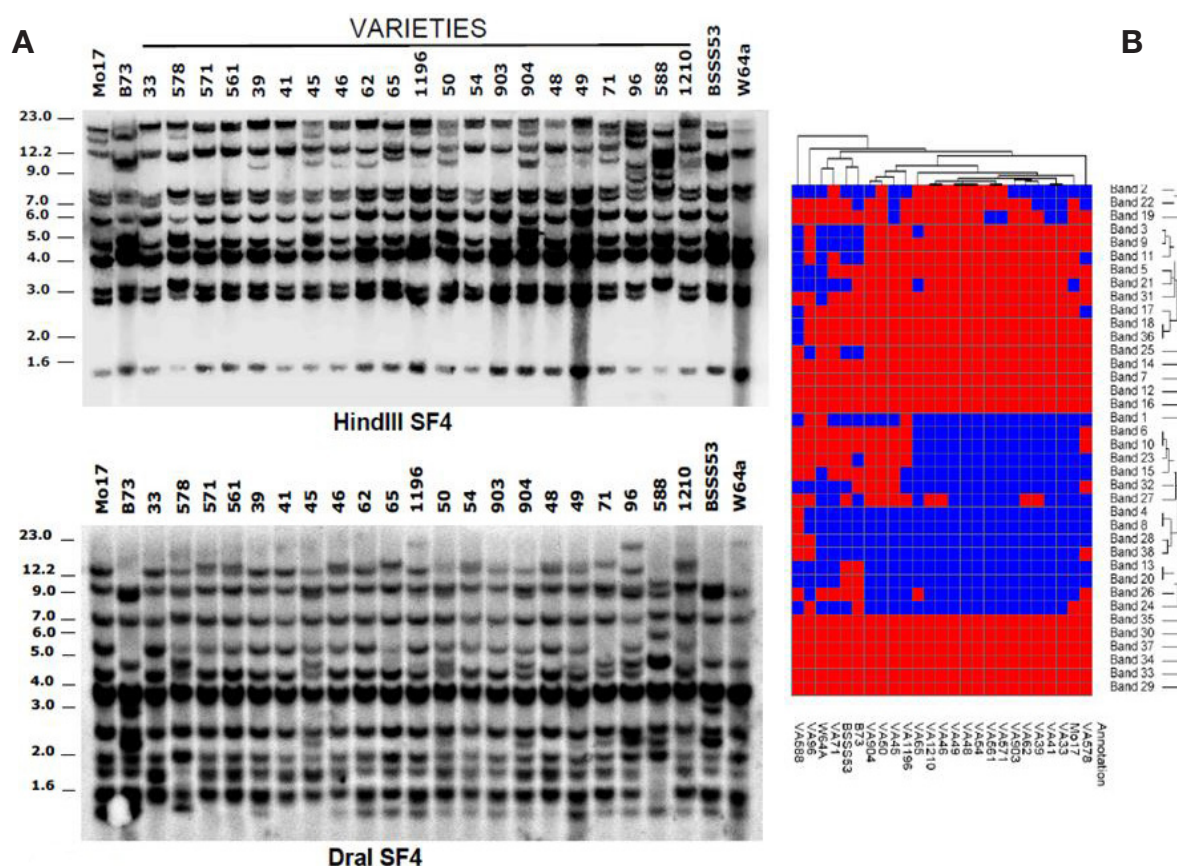 A
B
VARIETIES
Mo17 B73 33 578 571 561 39 41 45 46 62 65 1196 50 54 903 904 48 49 71 96 588 1210 BSSS53 W64a
23.0
12.2
9.0
7.0
6.0
5.0
4.0
3.0
2.0
1.6
HindIII SF4
Mo17 B73 33 578 571 561 39 41 45 46 62 65 1196 50 54 903 904 48 49 71 96 588 1210 BSSS53 W64a
23.0
12.2
9.0
7.0
6.0
5.0
4.0
3.0
2.0
1.6
DraI SF4
Band 2
Band 22
Band 19
Band 3
Band 9
Band 11
Band 5
Band 21
Band 31
Band 17
Band 18
Band 36
Band 25
Band 14
Band 7
Band 12
Band 16
Band 1
Band 6
Band 10
Band 23
Band 15
Band 32
Band 27
Band 4
Band 8
Band 28
Band 38
Band 13
Band 20
Band 26
Band 24
Band 35
Band 30
Band 37
Band 34
Band 33
Band 29
VA588 VA96 W64A VA71 BSSS53 B73 VA904 VA50 VA45 VA1196 VA65 VA1210 VA46 VA49 VA48 VA54 VA561 VA571 VA903 VA62 VA39 VA41 VA33 Mo17 VA578 Annotation